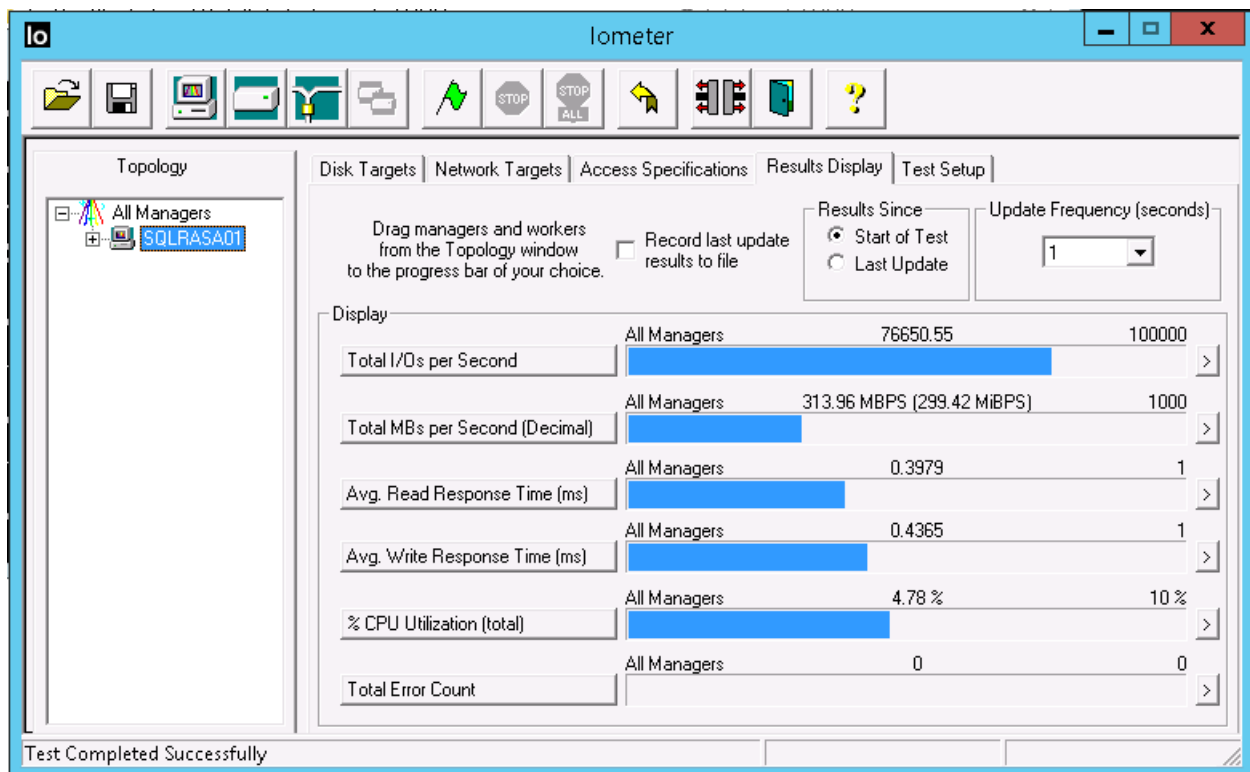 Io
Iometer
STOP
STOP
ALL
Topology
All Managers
SQLRASA01
Disk Targets
Network Targets
Access Specifications
Results Display
Test Setup
Drag managers and workers
from the Topology window
to the progress bar of your choice.
Record last update
results to file
Results Since
Start of Test
Last Update
Update Frequency (seconds)
1
Display
All Managers 76650.55 100000
Total I/Os per Second
>
All Managers 313.96 MBPS (299.42 MiBPS) 1000
Total MBs per Second (Decimal)
>
All Managers 0.3979 1
Avg. Read Response Time (ms)
>
All Managers 0.4365 1
Avg. Write Response Time (ms)
>
All Managers 4.78 % 10 %
% CPU Utilization (total)
>
All Managers 0 0
Total Error Count
>
Test Completed Successfully